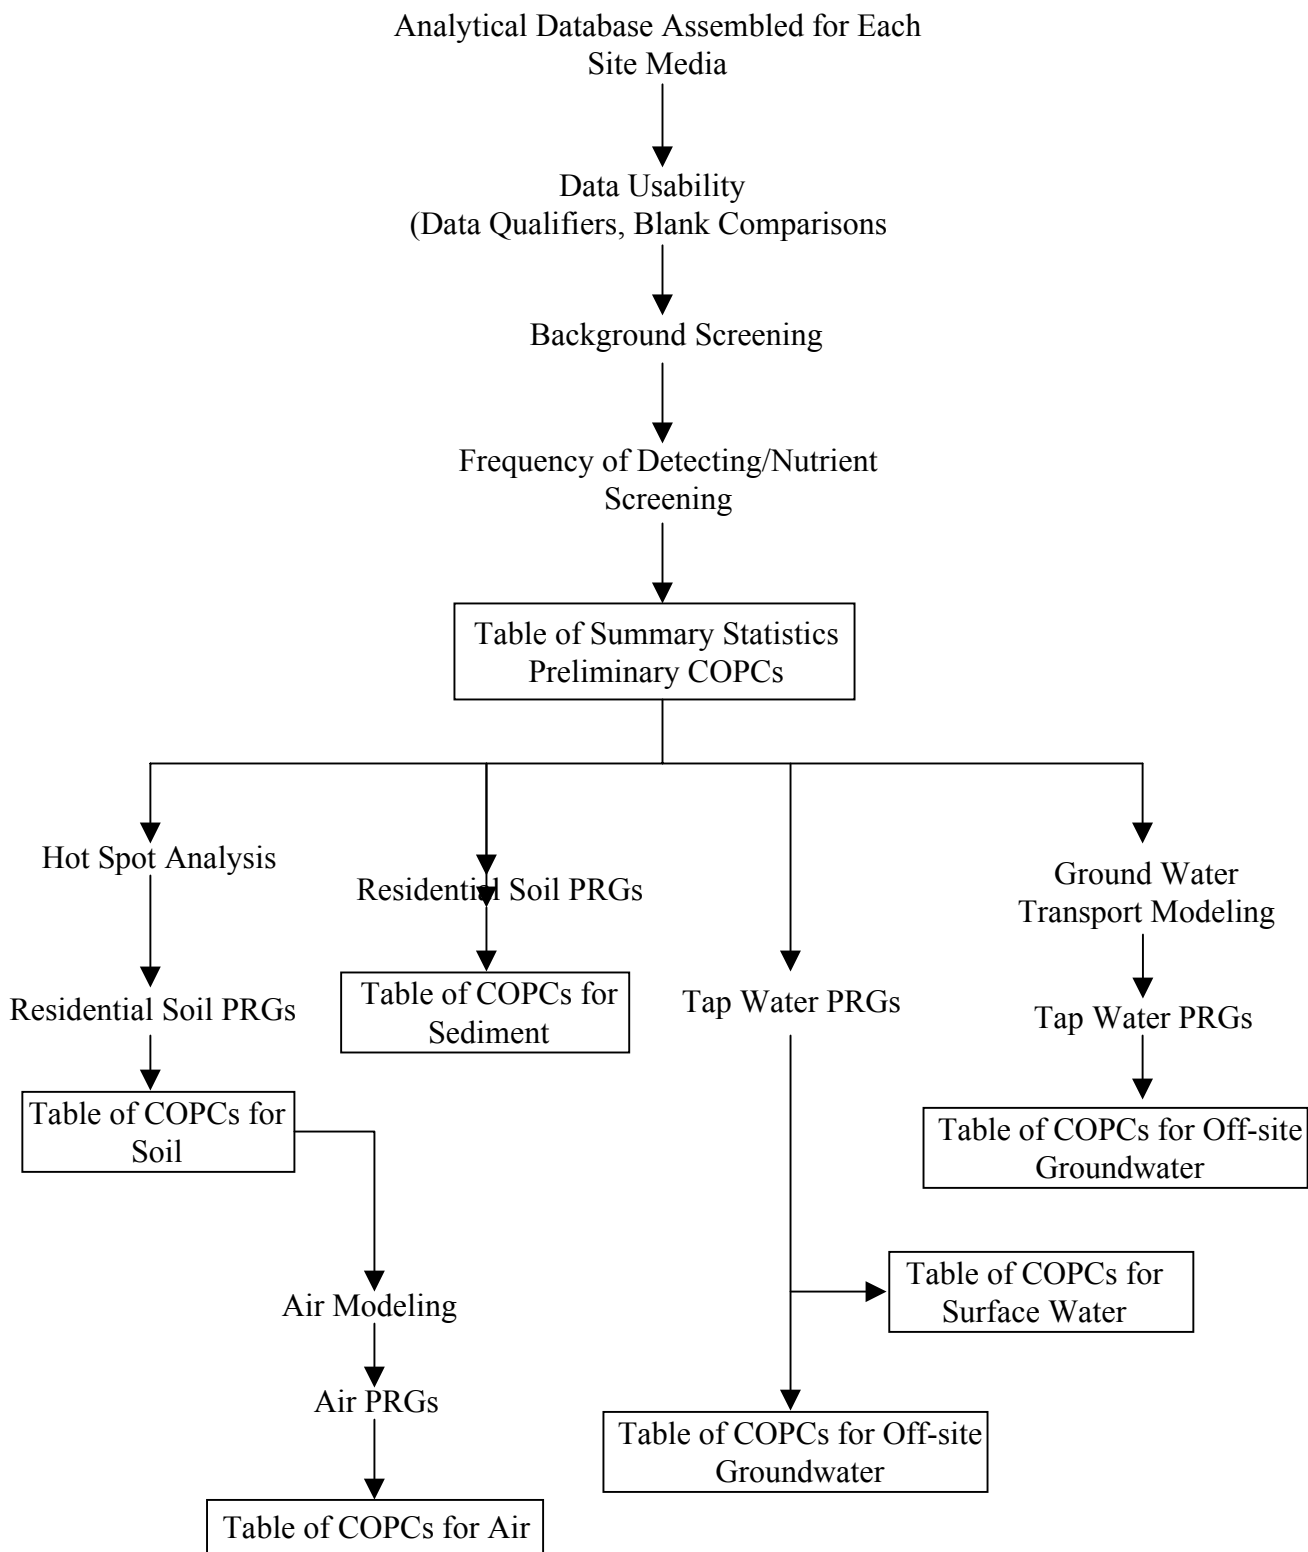 Analytical Database Assembled for Each
Site Media
Data Usability
(Data Qualifiers, Blank Comparisons
Background Screening
Frequency of Detecting/Nutrient
Screening
Table of Summary Statistics
Preliminary COPCs
Hot Spot Analysis
Residential Soil PRGs
Table of COPCs for
Soil
Air Modeling
Air PRGs
Table of COPCs for Air
Residential Soil PRGs
Table of COPCs for
Sediment
Tap Water PRGs
Table of COPCs for
Surface Water
Table of COPCs for Off-site
Groundwater
Ground Water
Transport Modeling
Tap Water PRGs
Table of COPCs for Off-site
Groundwater